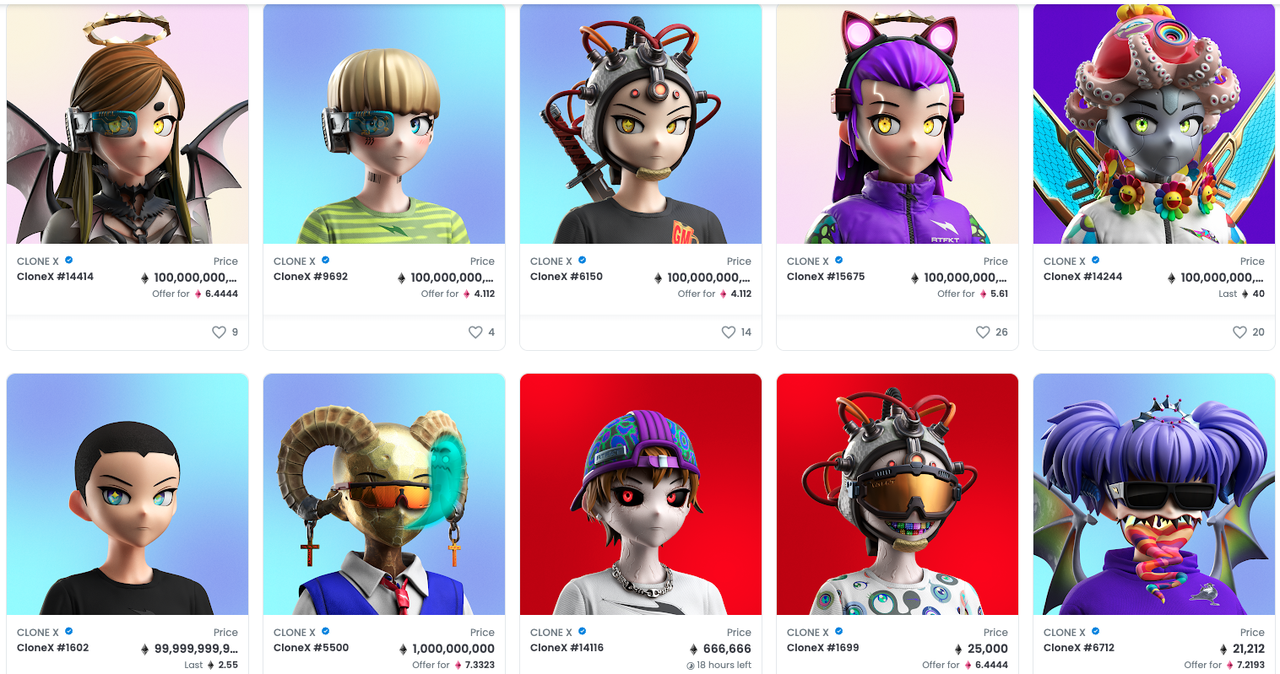 GM
RTFKT
CLONE X Price
CloneX #14414 100,000,000,...
Offer for 6.4444
9
CLONE X Price
CloneX #9692 100,000,000,...
Offer for 4.112
4
CLONE X Price
CloneX #6150 100,000,000,...
Offer for 4.112
14
CLONE X Price
CloneX #15675 100,000,000,...
Offer for 5.61
26
CLONE X Price
CloneX #14244 100,000,000,...
Last 40
20
CLONE X Price
CloneX #1602 99,999,999,9...
Last 2.55
CLONE X Price
CloneX #5500 1,000,000,000
Offer for 7.3323
CLONE X Price
CloneX #14116 666,666
18 hours left
CLONE X Price
CloneX #1699 25,000
Offer for 6.4444
CLONE X Price
CloneX #6712 21,212
Offer for 7.2193